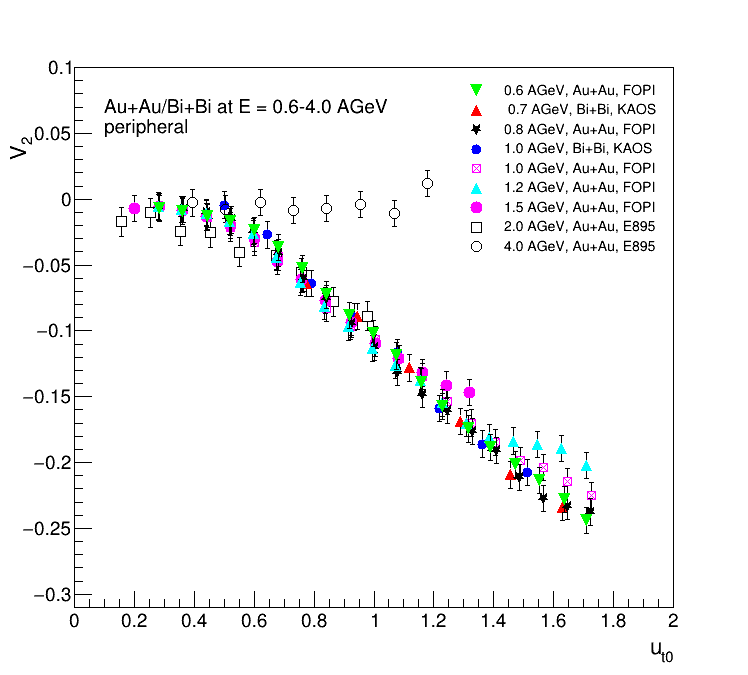 Au+Au/Bi+Bi at E = 0.6-4.0 AGeV
peripheral
0.6 AGeV, Au+Au, FOPI
0.7 AGeV, Bi+Bi, KAOS
0.8 AGeV, Au+Au, FOPI
1.0 AGeV, Bi+Bi, KAOS
1.0 AGeV, Au+Au, FOPI
1.2 AGeV, Au+Au, FOPI
1.5 AGeV, Au+Au, FOPI
2.0 AGeV, Au+Au, E895
4.0 AGeV, Au+Au, E895
V2
0.1
0.05
0
−0.05
−0.1
−0.15
−0.2
−0.25
−0.3
0 0.2 0.4 0.6 0.8 1 1.2 1.4 1.6 1.8 2
ut0